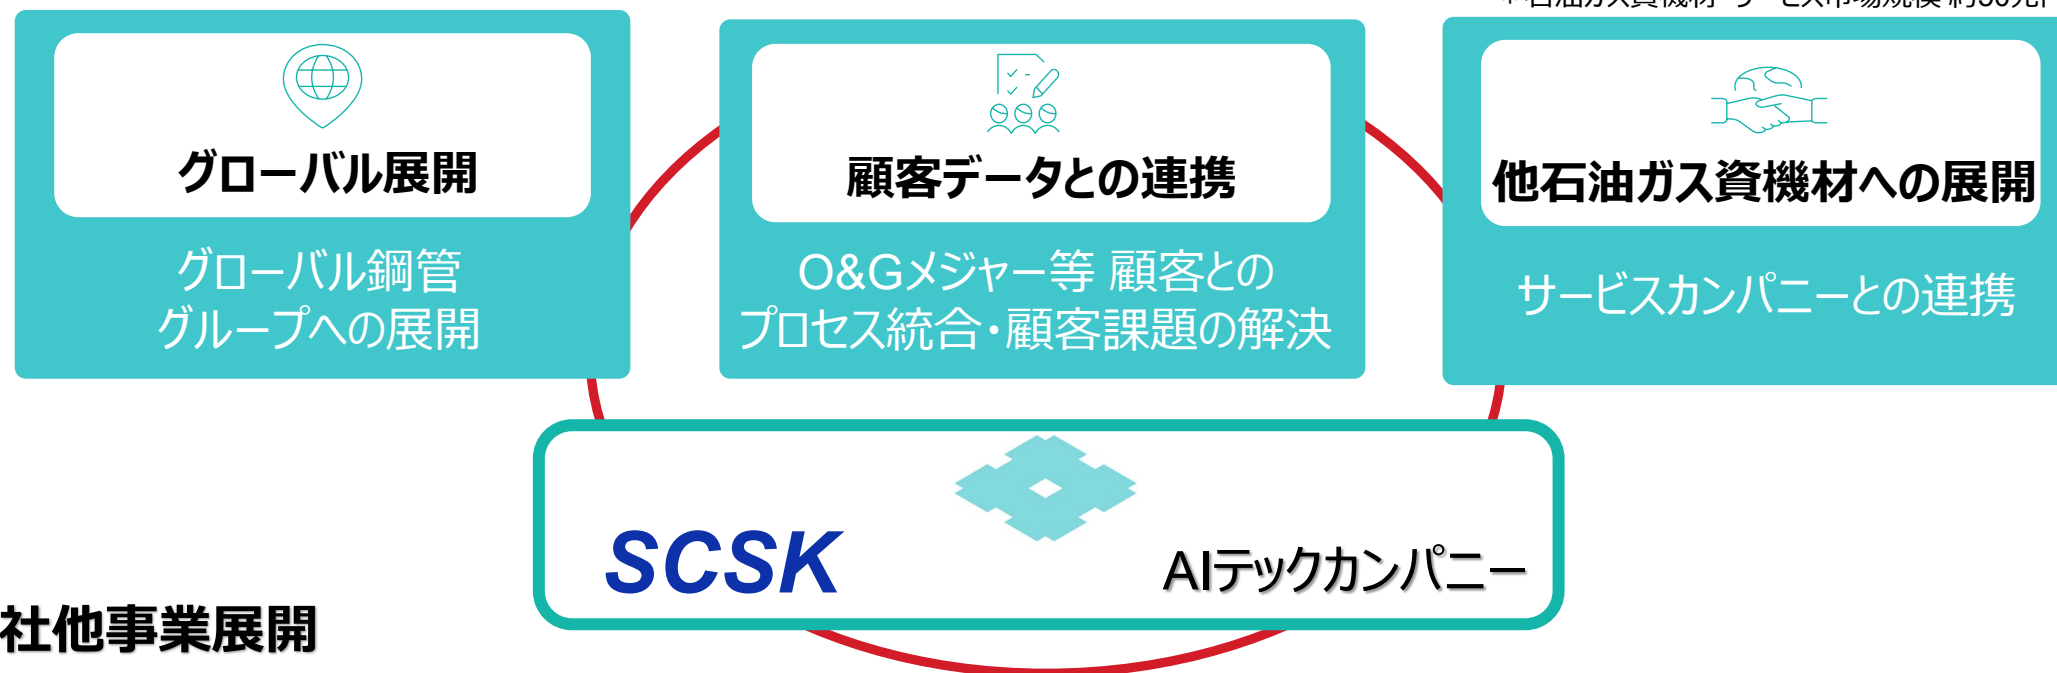 グローバル展開
グローバル鋼管
グループへの展開
顧客データとの連携
O&Gメジャー等 顧客との
プロセス統合・顧客課題の解決
他石油ガス資機材への展開
サービスカンパニーとの連携
SCSK
AIテックカンパニー
社他事業展開